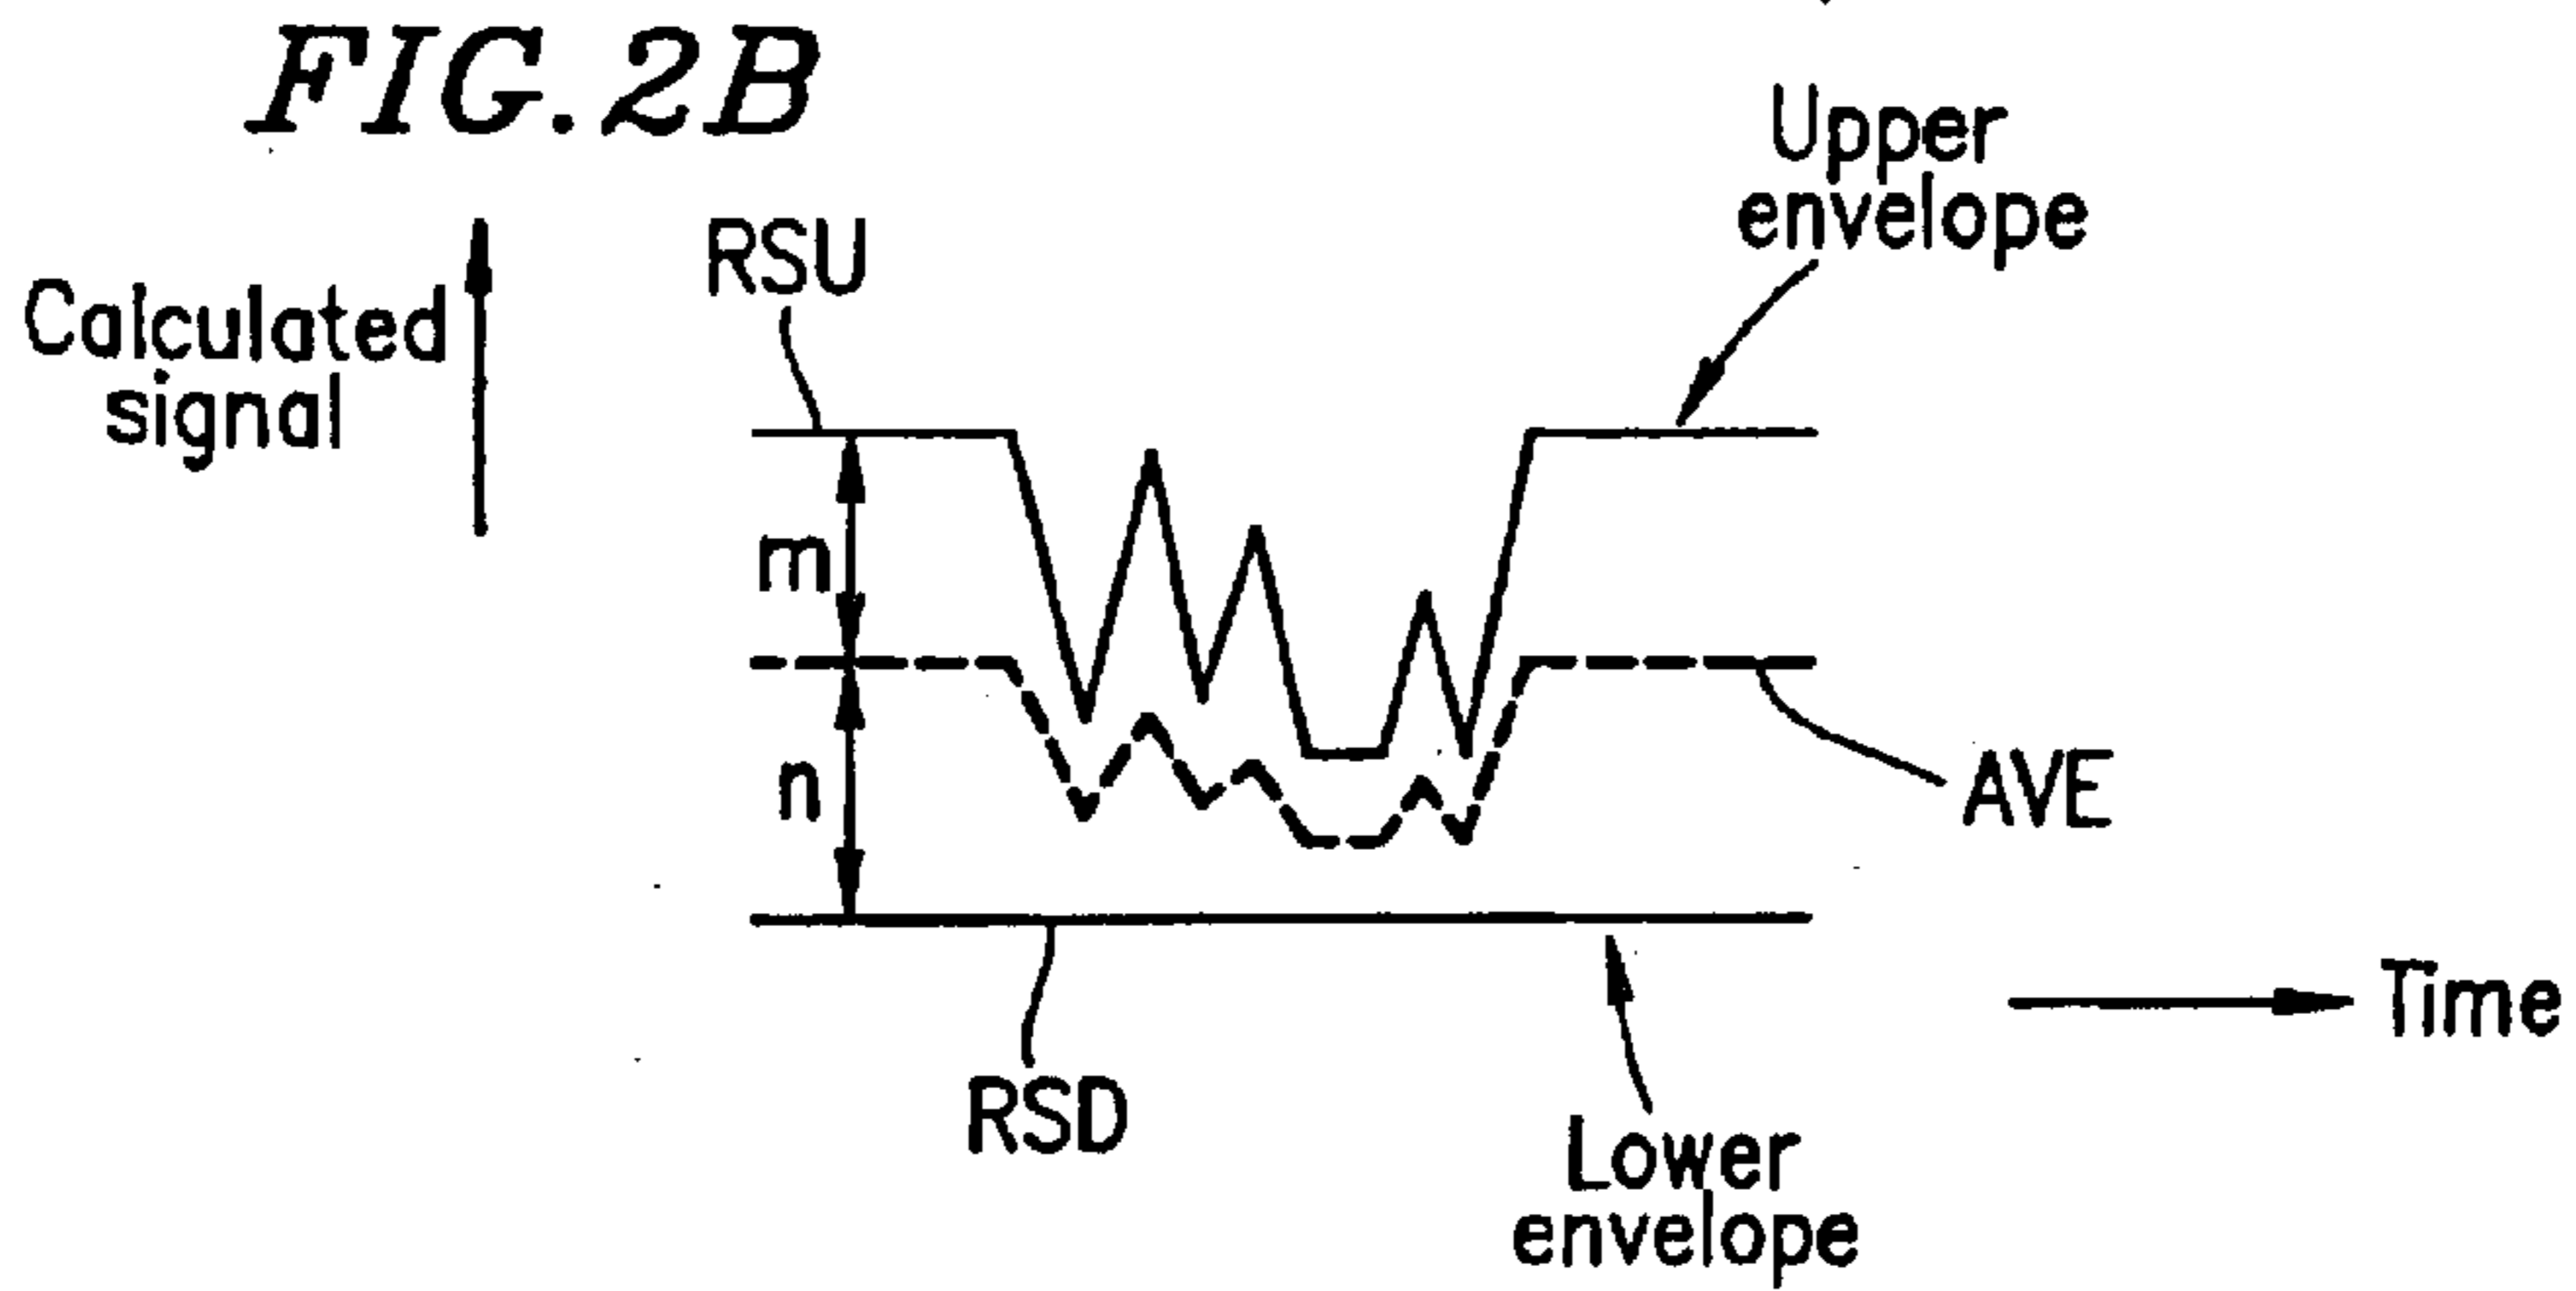 FIG.2B
Upper
envelope
RSU
Calculated
signal
m
n
AVE
Time
RSD
Lower
envelope